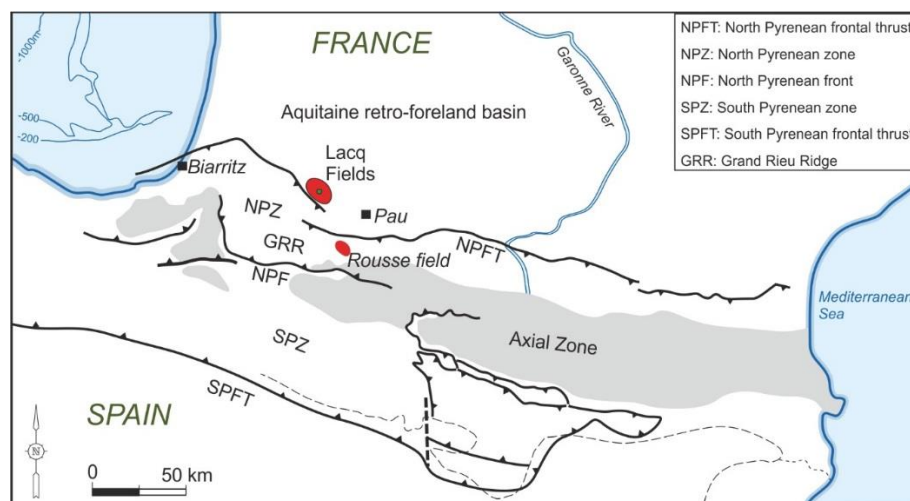 FRANCE
-1000m
-500
-200
Garonne River
Aquitaine retro-foreland basin
Biarritz
Lacq
Fields
Pau
NPZ
GRR
NPF
Rousse field
NPFT
Mediterranean
Sea
Axial Zone
SPZ
SPFT
SPAIN
N
0 50 km
NPFT: North Pyrenean frontal thrust
NPZ: North Pyrenean zone
NPF: North Pyrenean front
SPZ: South Pyrenean zone
SPFT: South Pyrenean frontal thrust
GRR: Grand Rieu Ridge